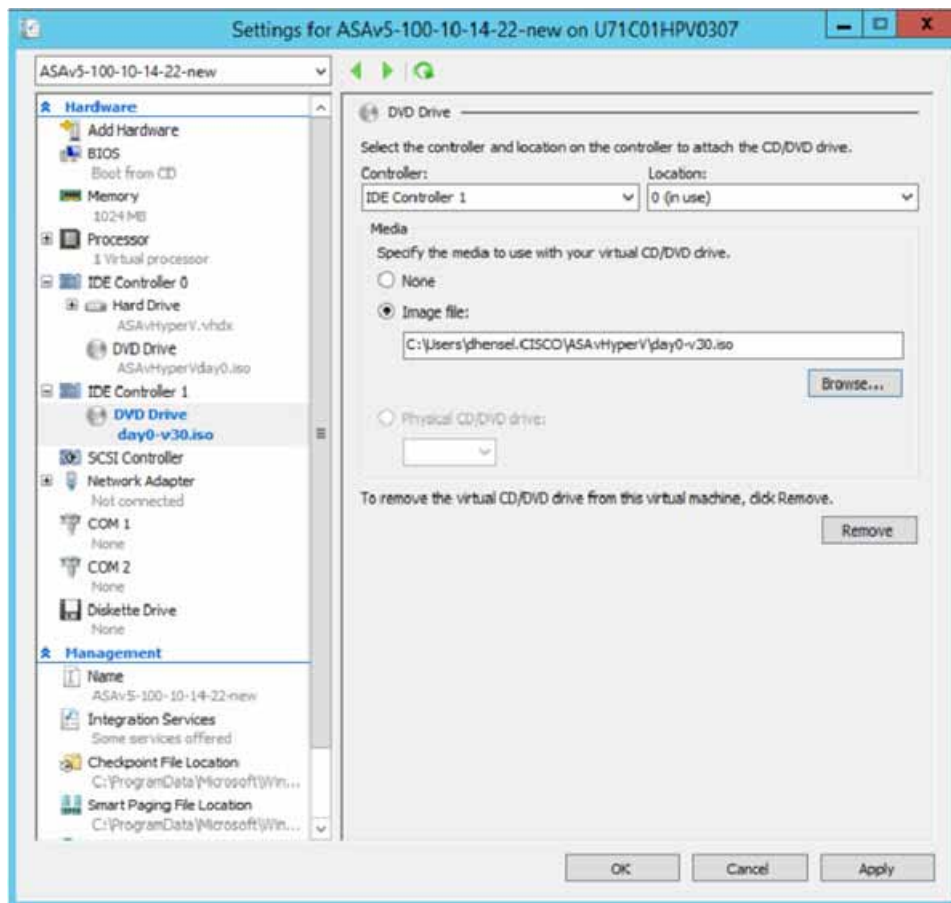 Settings for ASAv5-100-10-14-22-new on U71C01HPV0307
ASAv5-100-10-14-22-new
Hardware
Add Hardware
BIOS
Boot from CD
Memory
1024 MB
Processor
1 Virtual processor
IDE Controller 0
Hard Drive
ASAvHyperV.vhdx
DVD Drive
ASAvHyperVday0.iso
IDE Controller 1
DVD Drive
day0-v30.iso
SCSI Controller
Network Adapter
Not connected
COM 1
None
COM 2
None
Diskette Drive
None
Management
Name
ASAv5-100-10-14-22-new
Integration Services
Some services offered
Checkpoint File Location
C:\ProgramData\Microsoft\Win...
Smart Paging File Location
C:\ProgramData\Microsoft\Win...
DVD Drive
Select the controller and location on the controller to attach the CD/DVD drive.
Controller: Location:
IDE Controller 1 0 (in use)
Media
Specify the media to use with your virtual CD/DVD drive.
None
Image file:
C:\Users\dhensel.CISCO\ASAvHyperV\day0-v30.iso
Browse...
Physical CD/DVD drive:
To remove the virtual CD/DVD drive from this virtual machine, click Remove.
Remove
OK Cancel Apply